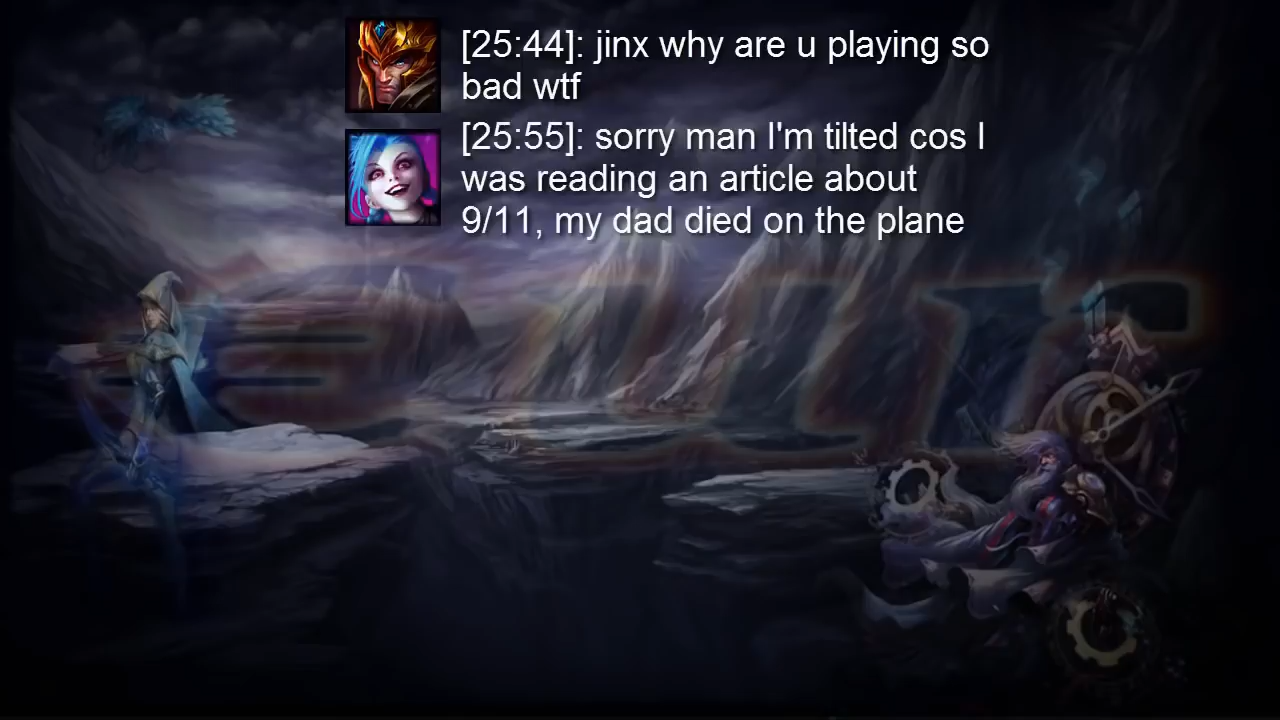 [25:44]: jinx why are u playing so
bad wtf
[25:55]: sorry man I'm tilted cos I
was reading an article about
9/11, my dad died on the plane